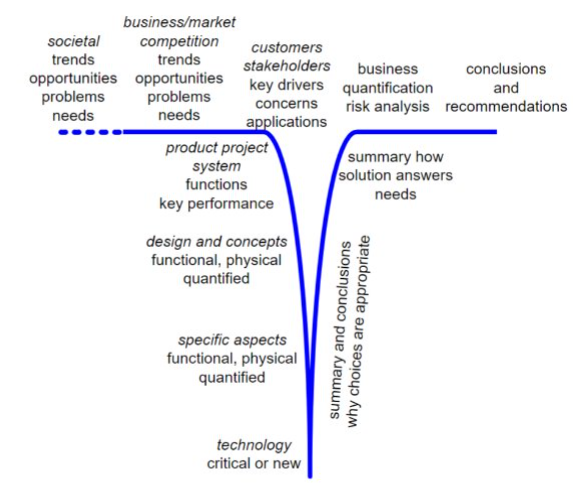 societal
trends
opportunities
problems
needs
business/market
competition
trends
opportunities
problems
needs
customers
stakeholders
key drivers
concerns
applications
business
quantification
risk analysis
conclusions
and
recommendations
product project
system
functions
key performance
summary how
solution answers
needs
design and concepts
functional, physical
quantified
specific aspects
functional, physical
quantified
summary and conclusions
why choices are appropriate
technology
critical or new